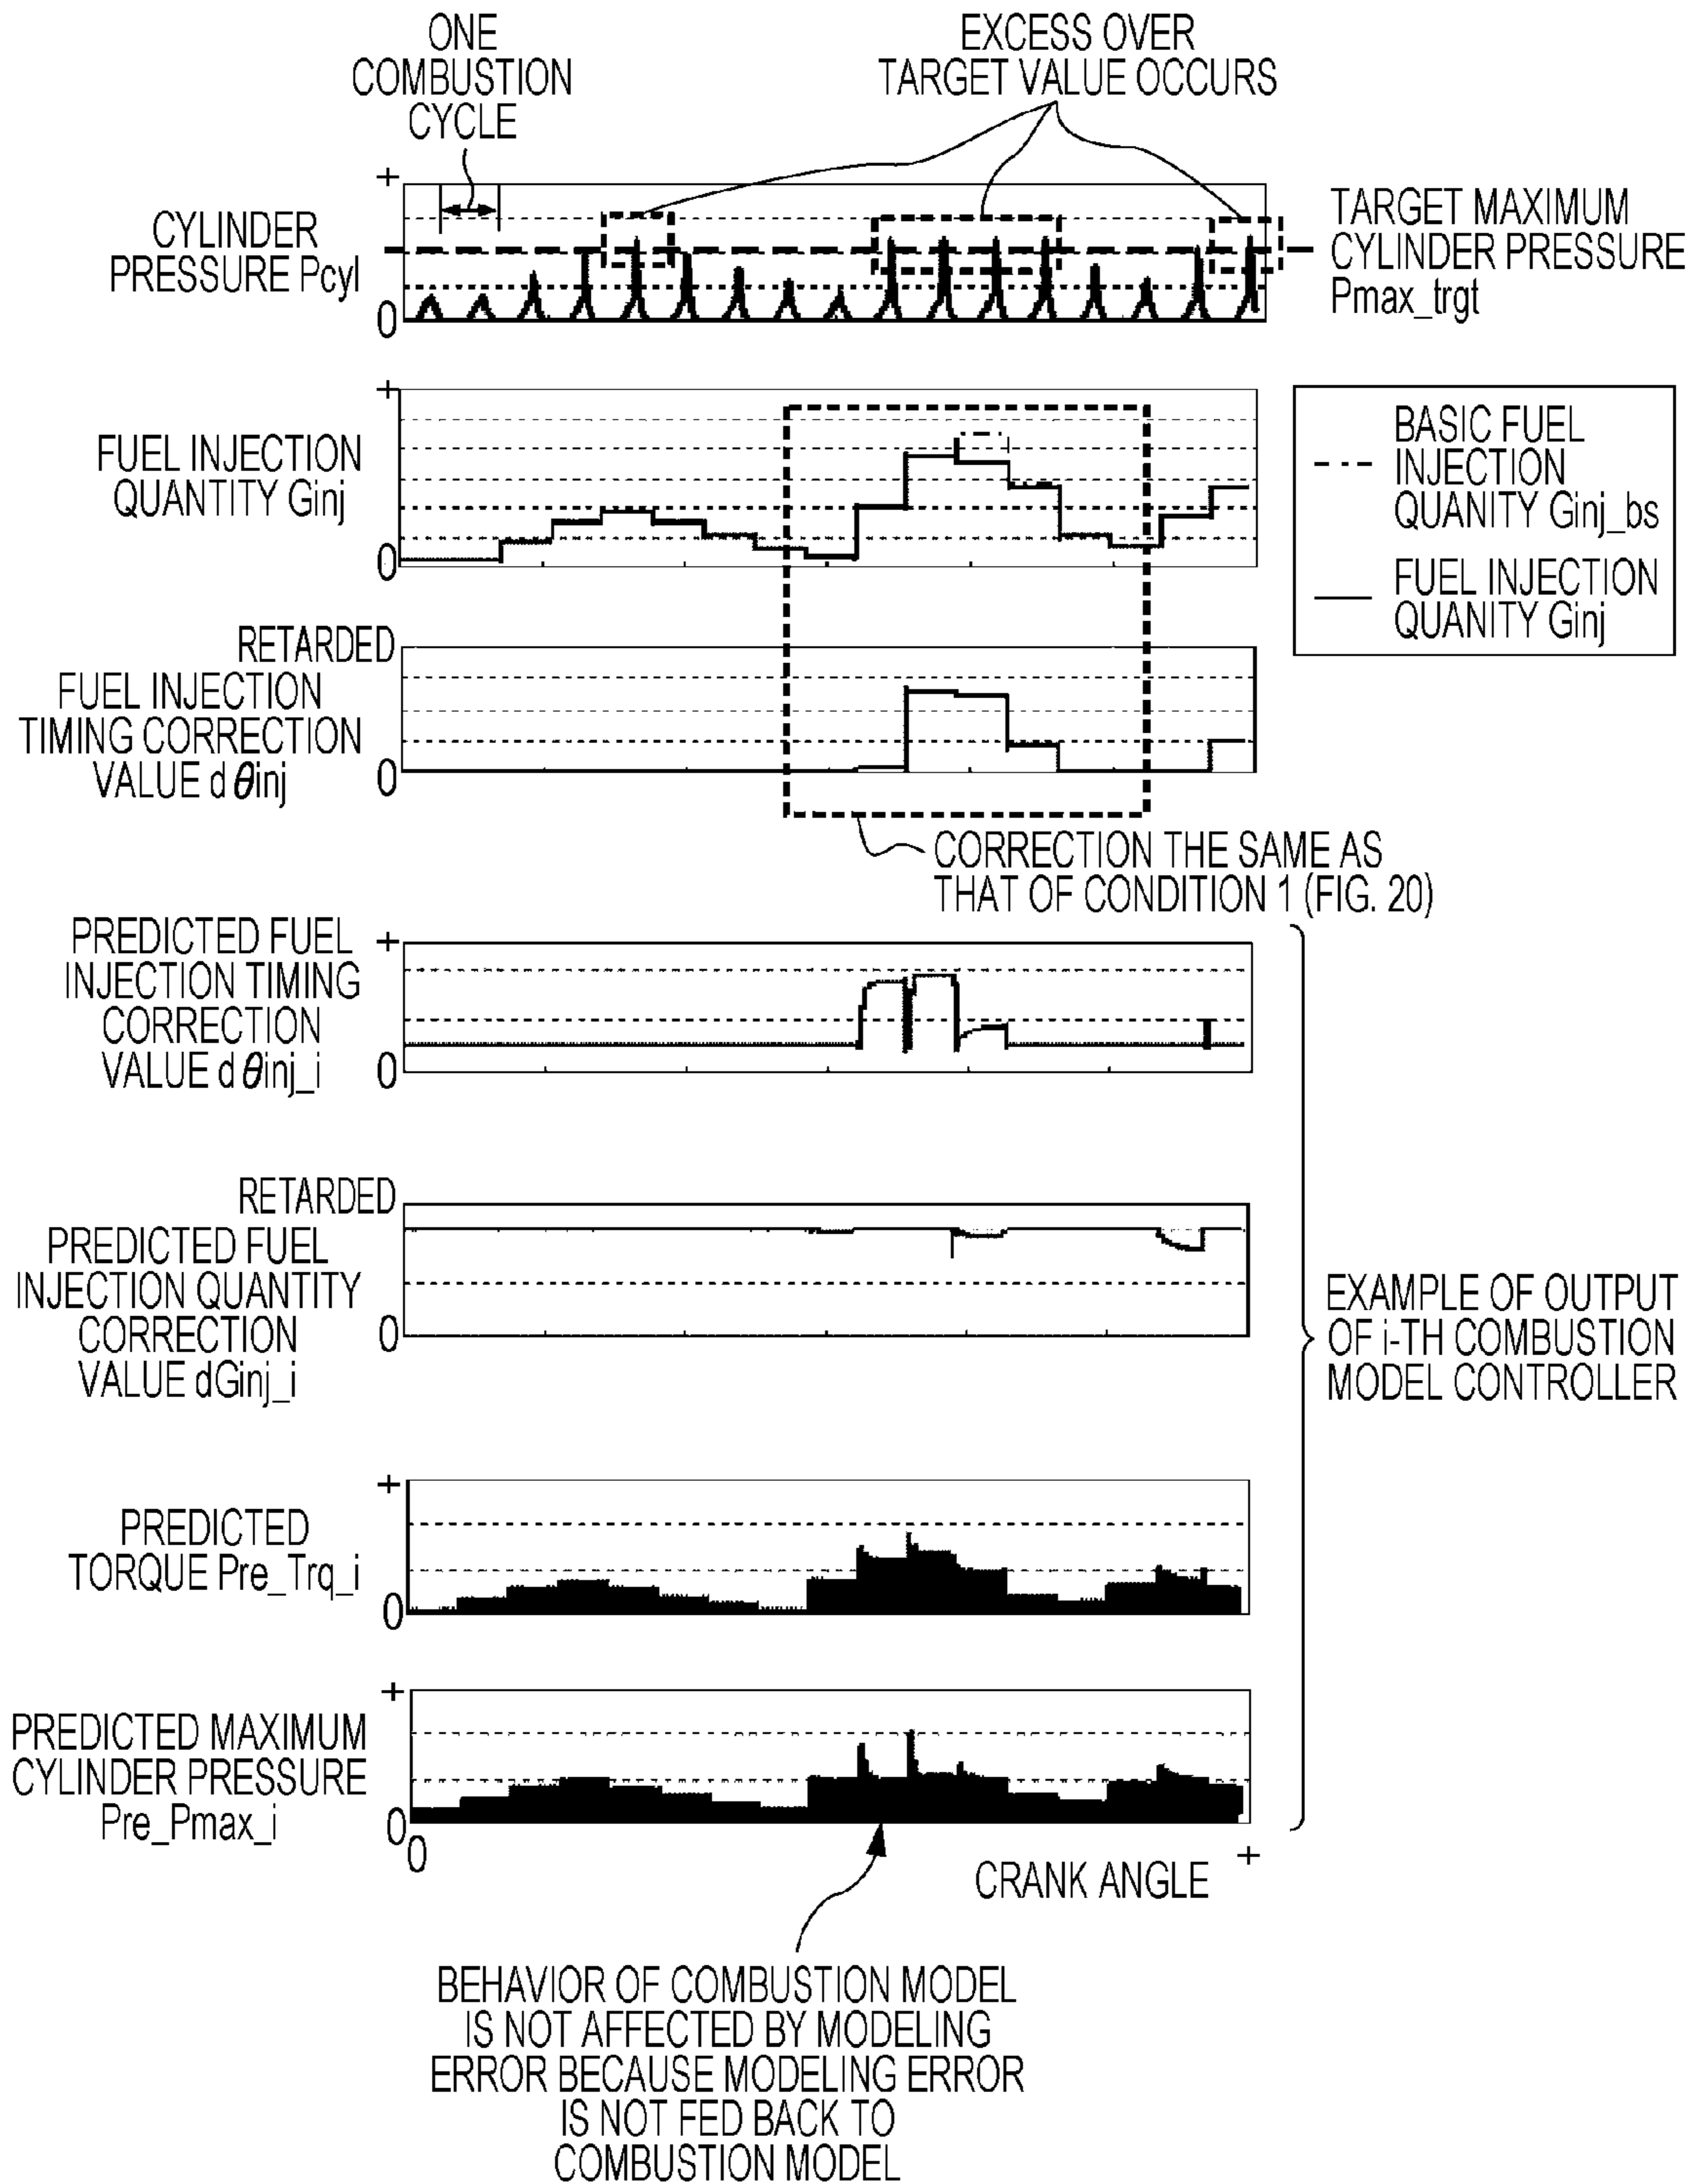 ONE
COMBUSTION
CYCLE
EXCESS OVER
TARGET VALUE OCCURS
+
CYLINDER
PRESSURE Pcyl
0
TARGET MAXIMUM
CYLINDER PRESSURE
Pmax_trgt
+
FUEL INJECTION
QUANTITY Ginj
0
BASIC FUEL
INJECTION
QUANTITY Ginj_bs
FUEL INJECTION
QUANTITY Ginj
RETARDED
FUEL INJECTION
TIMING CORRECTION
VALUE dθinj
0
CORRECTION THE SAME AS
THAT OF CONDITION 1 (FIG. 20)
PREDICTED FUEL
INJECTION TIMING
CORRECTION
VALUE dθinj_i
+
0
RETARDED
PREDICTED FUEL
INJECTION QUANTITY
CORRECTION
VALUE dGinj_i
0
EXAMPLE OF OUTPUT
OF i-TH COMBUSTION
MODEL CONTROLLER
+
PREDICTED
TORQUE Pre_Trq_i
0
+
PREDICTED MAXIMUM
CYLINDER PRESSURE
Pre_Pmax_i
0
0
CRANK ANGLE
+
BEHAVIOR OF COMBUSTION MODEL
IS NOT AFFECTED BY MODELING
ERROR BECAUSE MODELING ERROR
IS NOT FED BACK TO
COMBUSTION MODEL